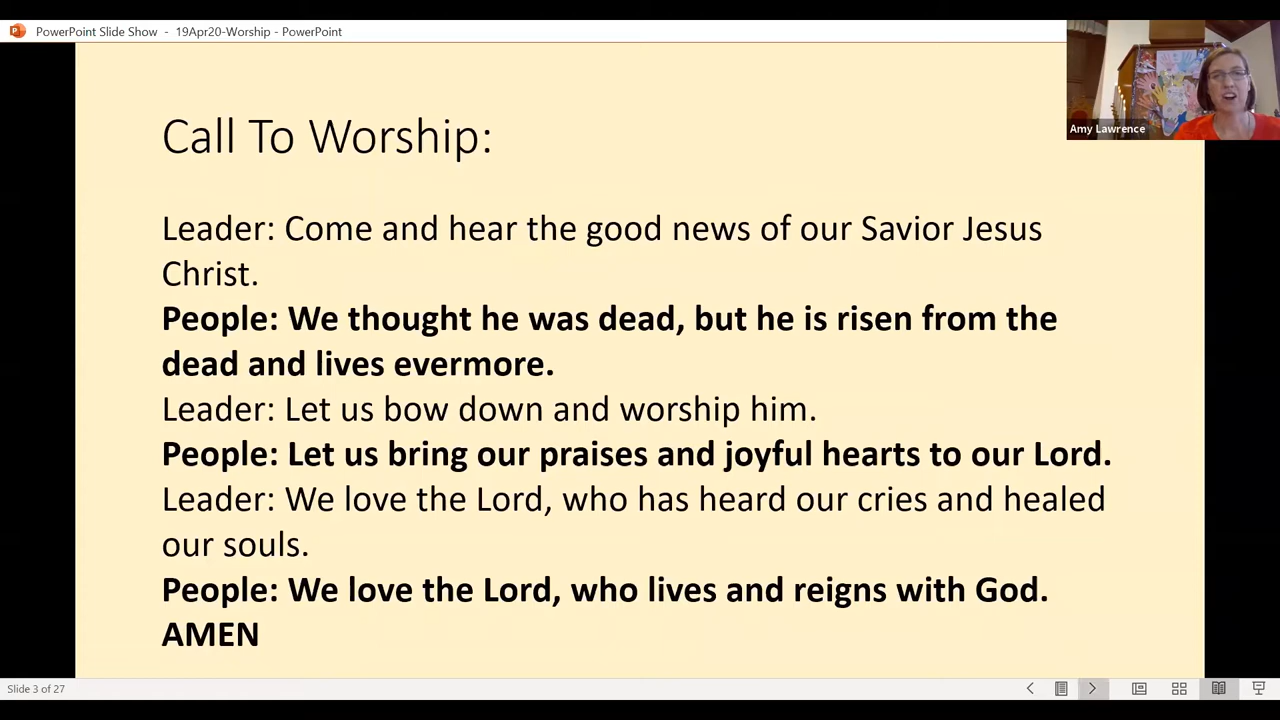 PowerPoint Slide Show - 19Apr20-Worship - PowerPoint
Amy Lawrence
Call To Worship:
Leader: Come and hear the good news of our Savior Jesus
Christ.
People: We thought he was dead, but he is risen from the
dead and lives evermore.
Leader: Let us bow down and worship him.
People: Let us bring our praises and joyful hearts to our Lord.
Leader: We love the Lord, who has heard our cries and healed
our souls.
People: We love the Lord, who lives and reigns with God.
AMEN
Slide 3 of 27